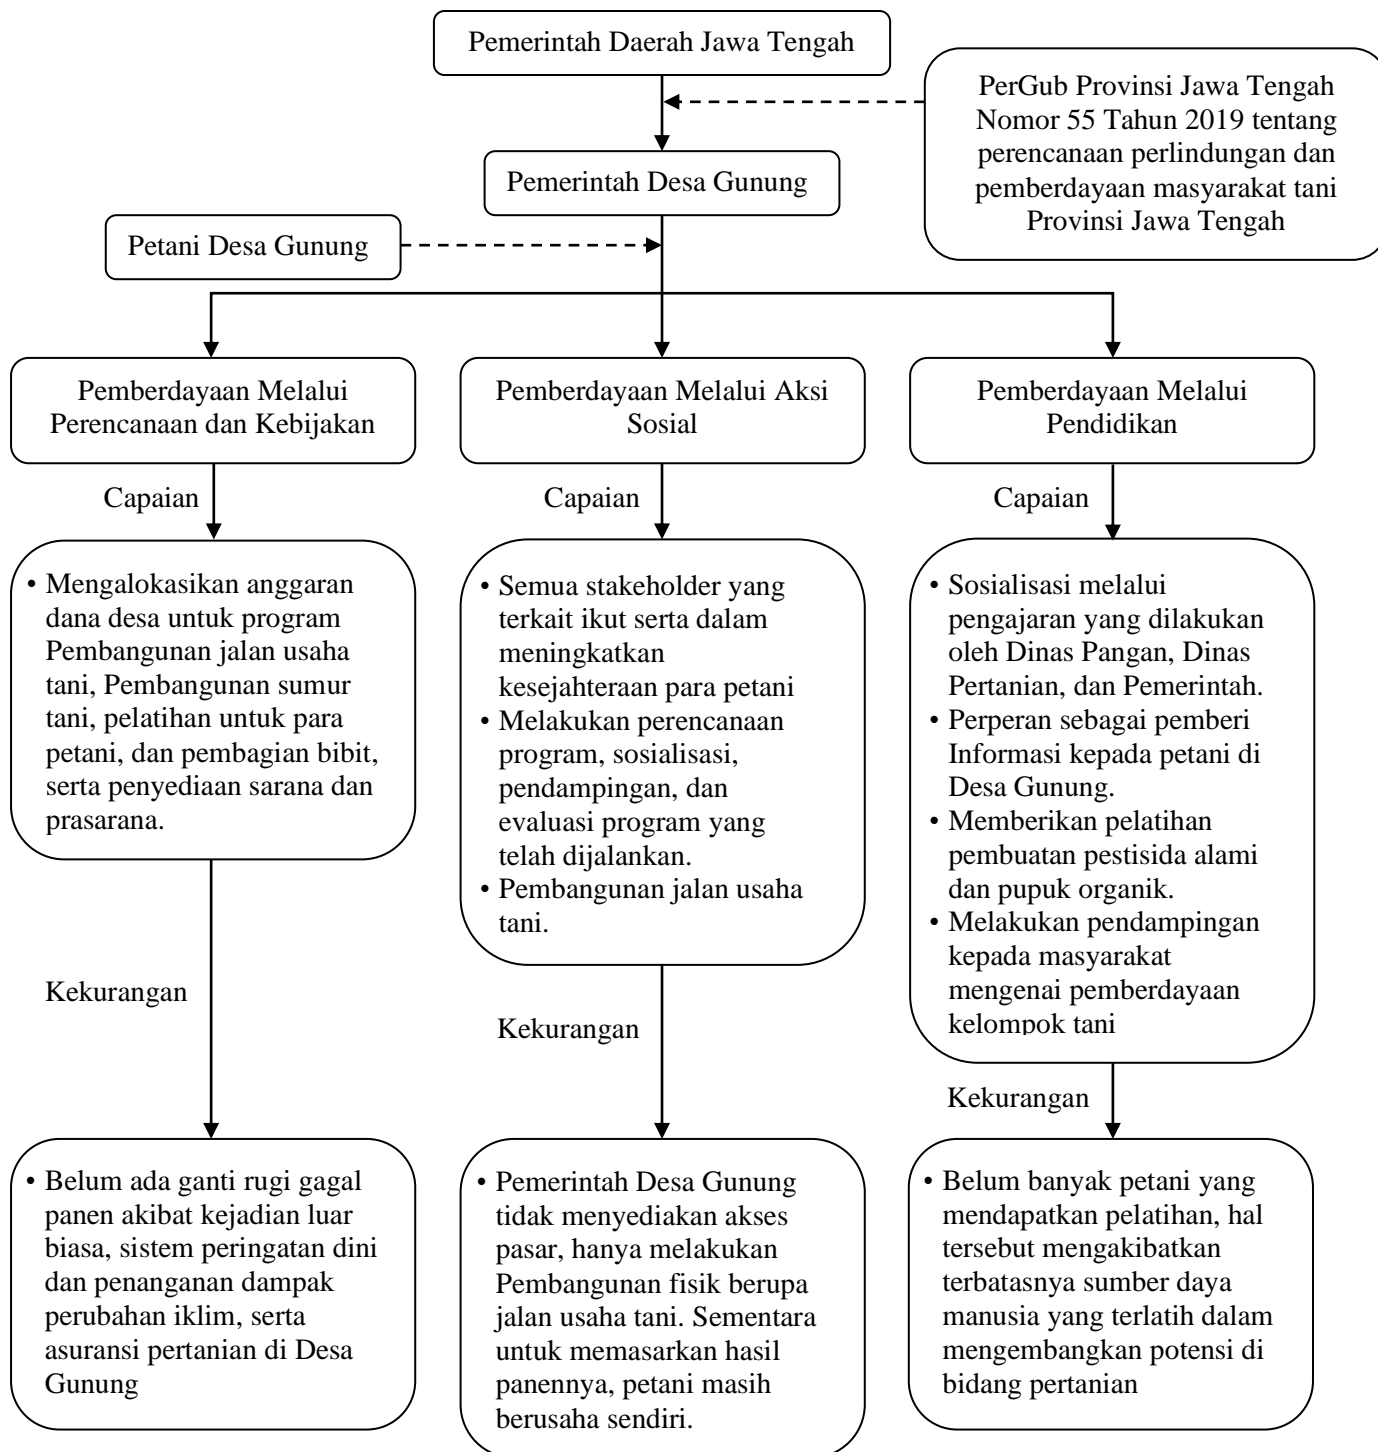 Pemerintah Daerah Jawa Tengah
PerGub Provinsi Jawa Tengah
Nomor 55 Tahun 2019 tentang
perencanaan perlindungan dan
pemberdayaan masyarakat tani
Provinsi Jawa Tengah
Pemerintah Desa Gunung
Petani Desa Gunung
Pemberdayaan Melalui
Perencanaan dan Kebijakan
Pemberdayaan Melalui Aksi
Sosial
Pemberdayaan Melalui
Pendidikan
Capaian
Capaian
Capaian
• Mengalokasikan anggaran
dana desa untuk program
Pembangunan jalan usaha
tani, Pembangunan sumur
tani, pelatihan untuk para
petani, dan pembagian bibit,
serta penyediaan sarana dan
prasarana.
• Semua stakeholder yang
terkait ikut serta dalam
meningkatkan
kesejahteraan para petani
• Melakukan perencanaan
program, sosialisasi,
pendampingan, dan
evaluasi program yang
telah dijalankan.
• Pembangunan jalan usaha
tani.
• Sosialisasi melalui
pengajaran yang dilakukan
oleh Dinas Pangan, Dinas
Pertanian, dan Pemerintah.
• Perperan sebagai pemberi
Informasi kepada petani di
Desa Gunung.
• Memberikan pelatihan
pembuatan pestisida alami
dan pupuk organik.
• Melakukan pendampingan
kepada masyarakat
mengenai pemberdayaan
kelompok tani
Kekurangan
Kekurangan
Kekurangan
• Belum ada ganti rugi gagal
panen akibat kejadian luar
biasa, sistem peringatan dini
dan penanganan dampak
perubahan iklim, serta
asuransi pertanian di Desa
Gunung
• Pemerintah Desa Gunung
tidak menyediakan akses
pasar, hanya melakukan
Pembangunan fisik berupa
jalan usaha tani. Sementara
untuk memasarkan hasil
panennya, petani masih
berusaha sendiri.
• Belum banyak petani yang
mendapatkan pelatihan, hal
tersebut mengakibatkan
terbatasnya sumber daya
manusia yang terlatih dalam
mengembangkan potensi di
bidang pertanian